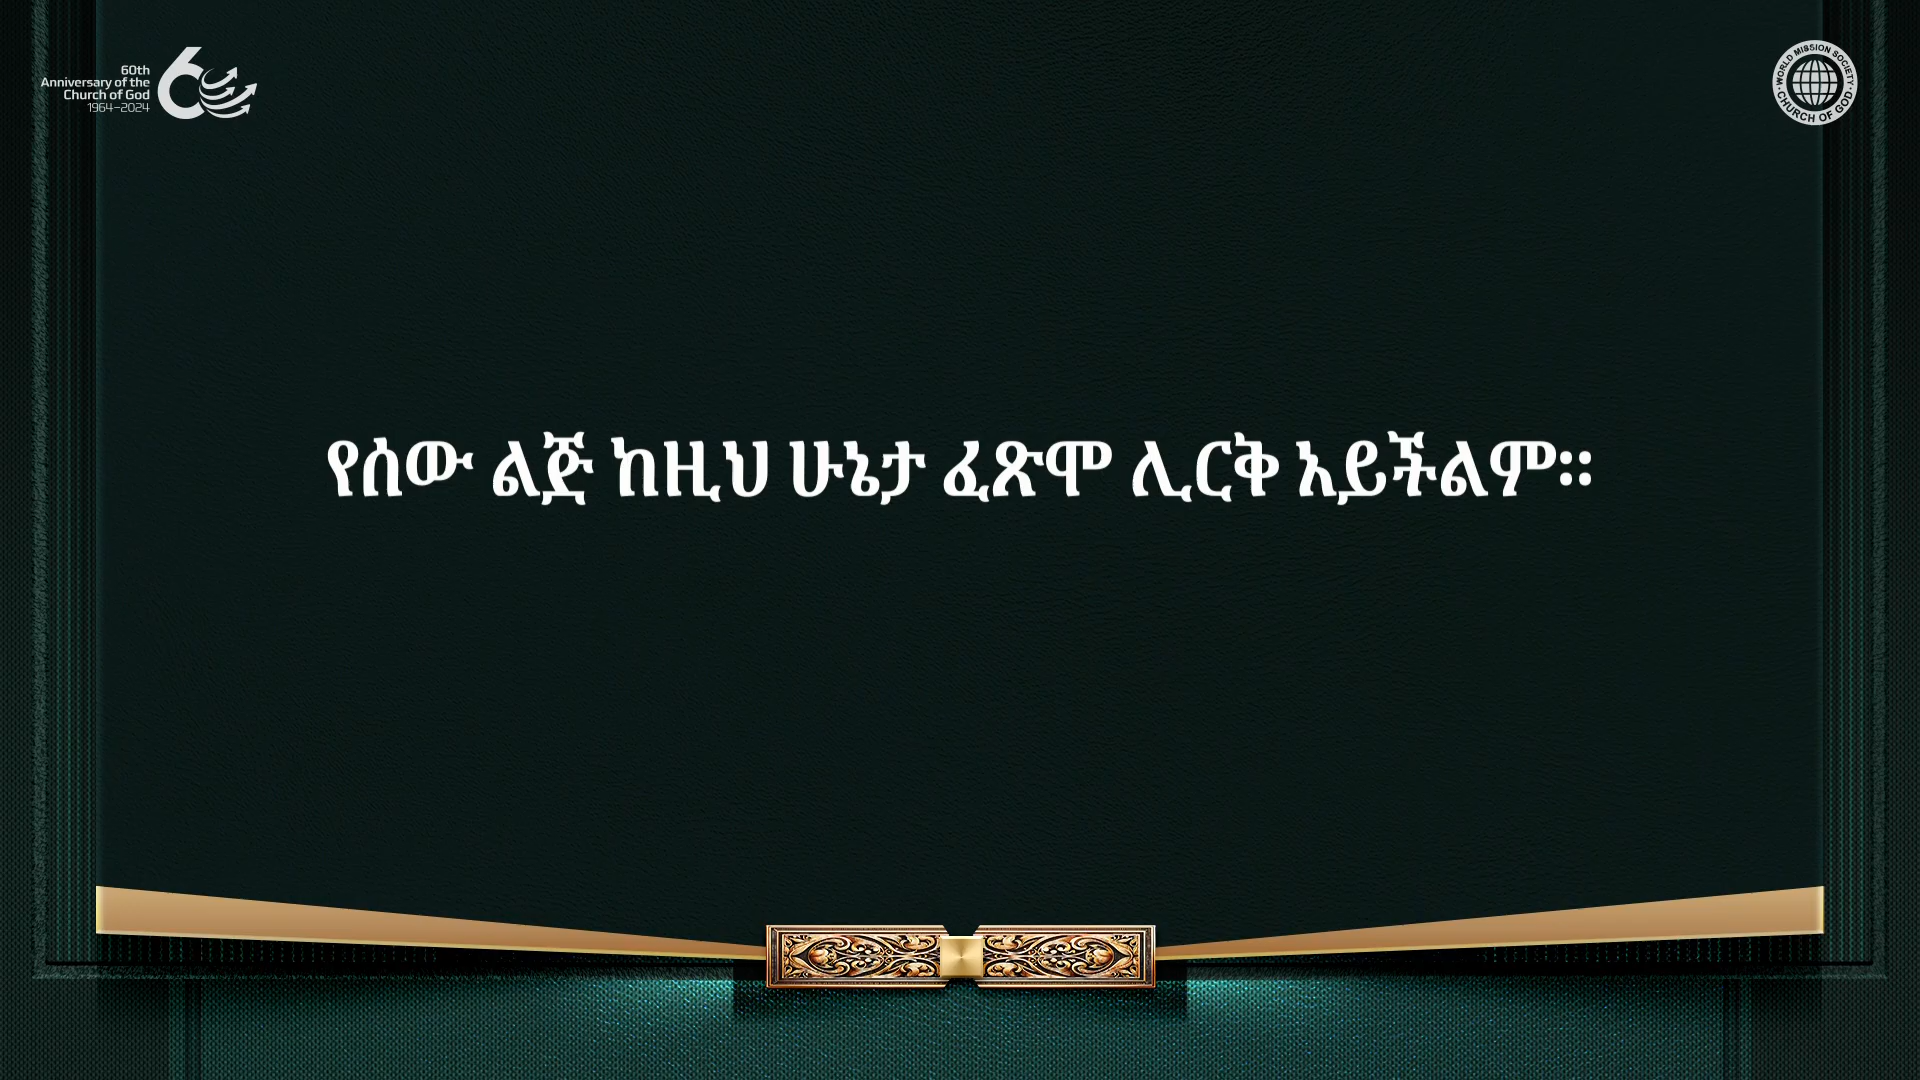 60th
Anniversary of the
Church of God
1964–2024
60
WORLD MISSION SOCIETY
CHURCH OF GOD
የሰው ልጅ ከዚህ ሁኔታ ፈጽሞ ሊርቅ አይችልም።